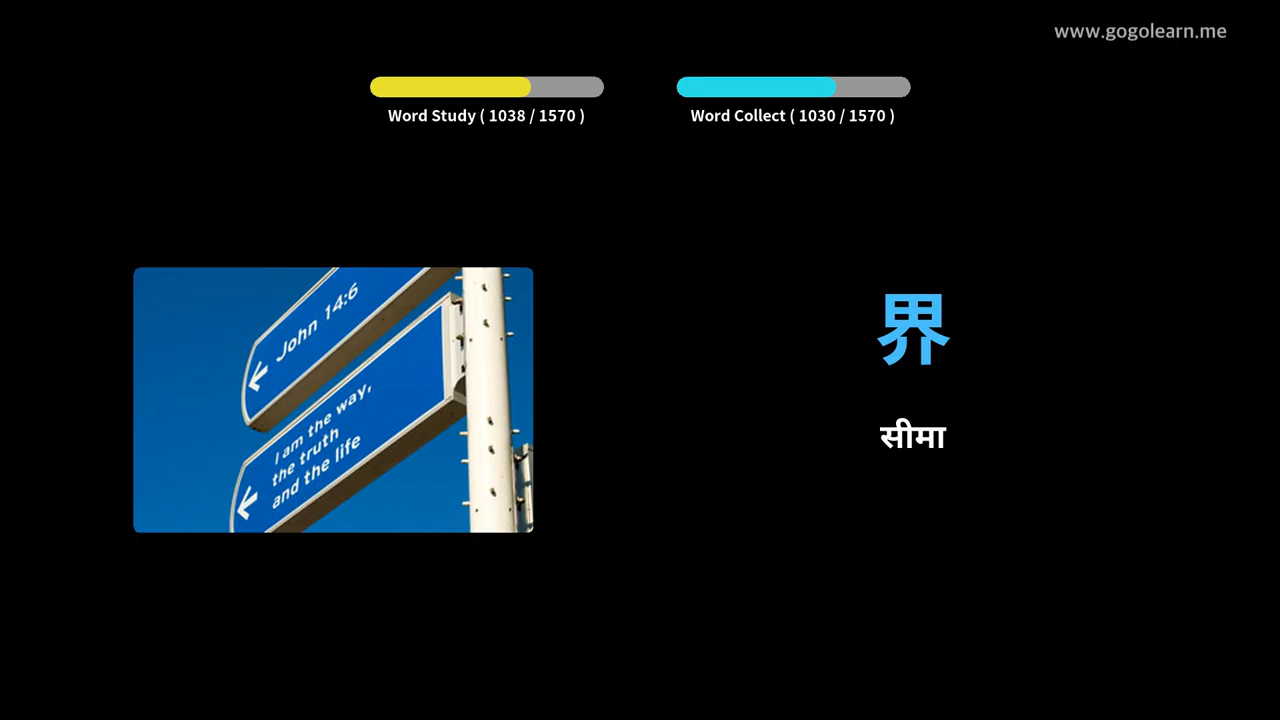 www.gogolearn.me
Word Study ( 1038 / 1570 )
Word Collect ( 1030 / 1570 )
John 14:6
I am the way,
the truth
and the life
界
सीमा